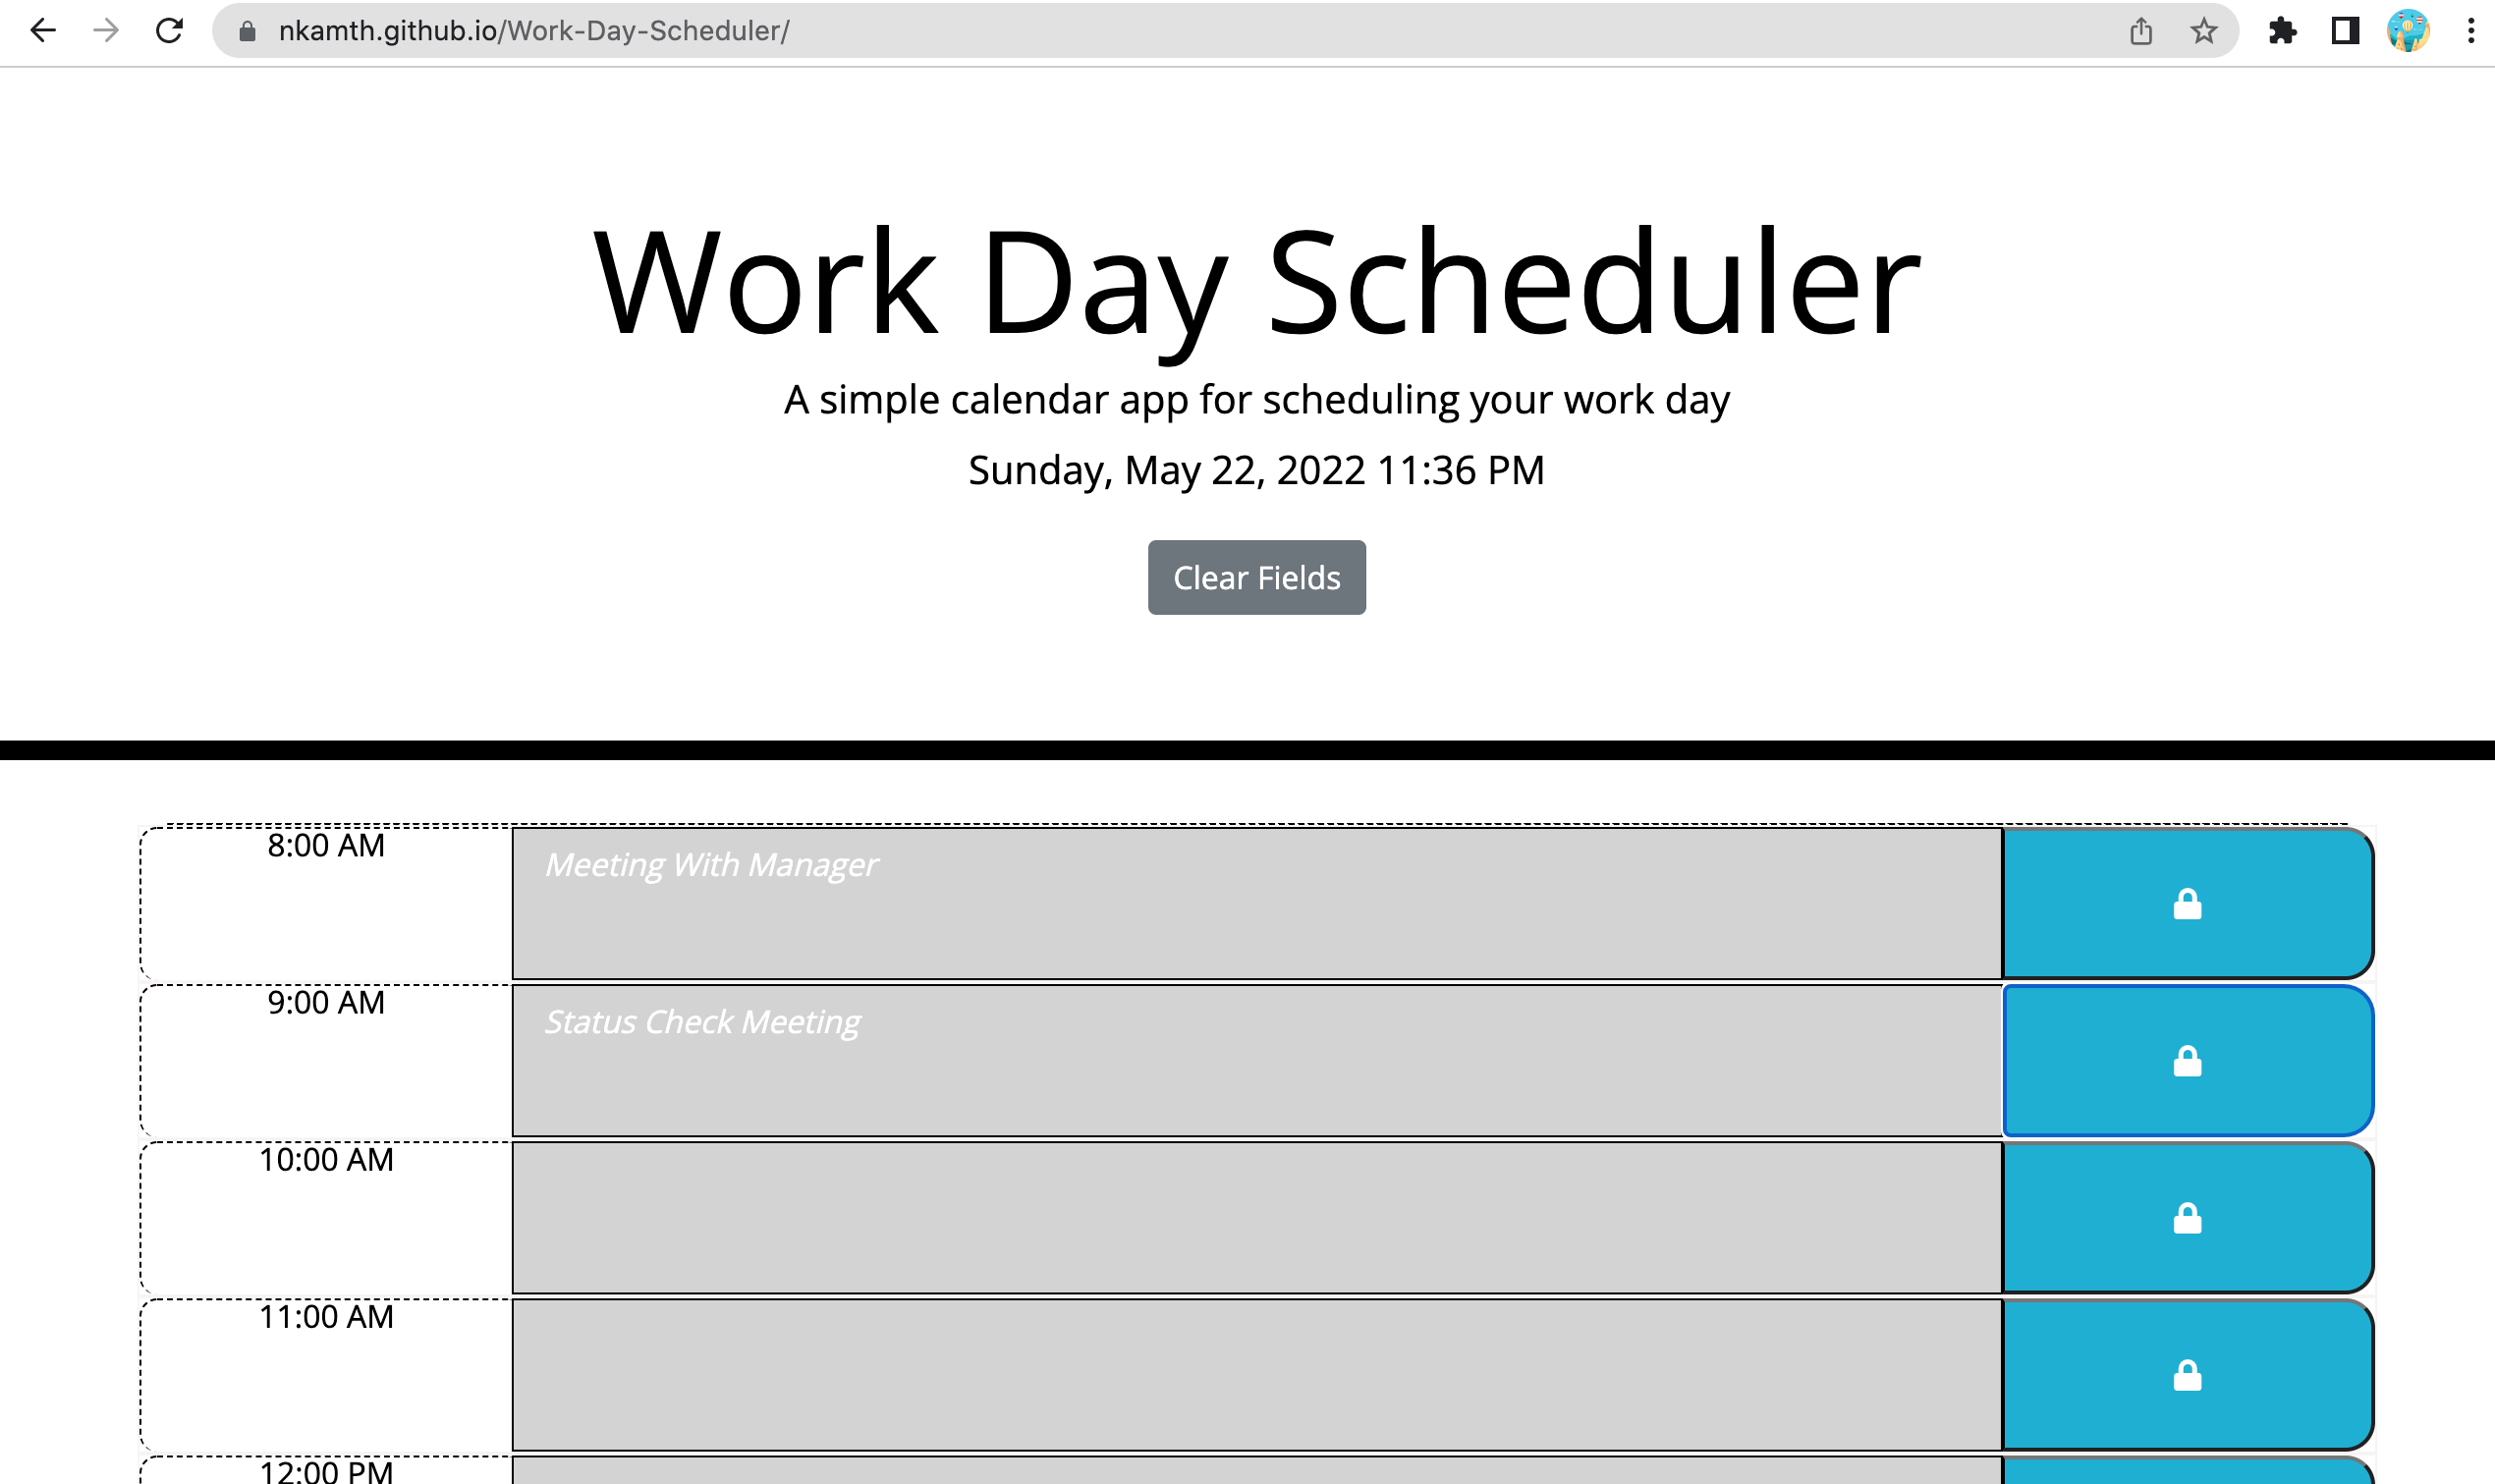 nkamth.github.io/Work-Day-Scheduler/
Work Day Scheduler
A simple calendar app for scheduling your work day
Sunday, May 22, 2022 11:36 PM
Clear Fields
8:00 AM
Meeting With Manager
9:00 AM
Status Check Meeting
10:00 AM
11:00 AM
12:00 PM